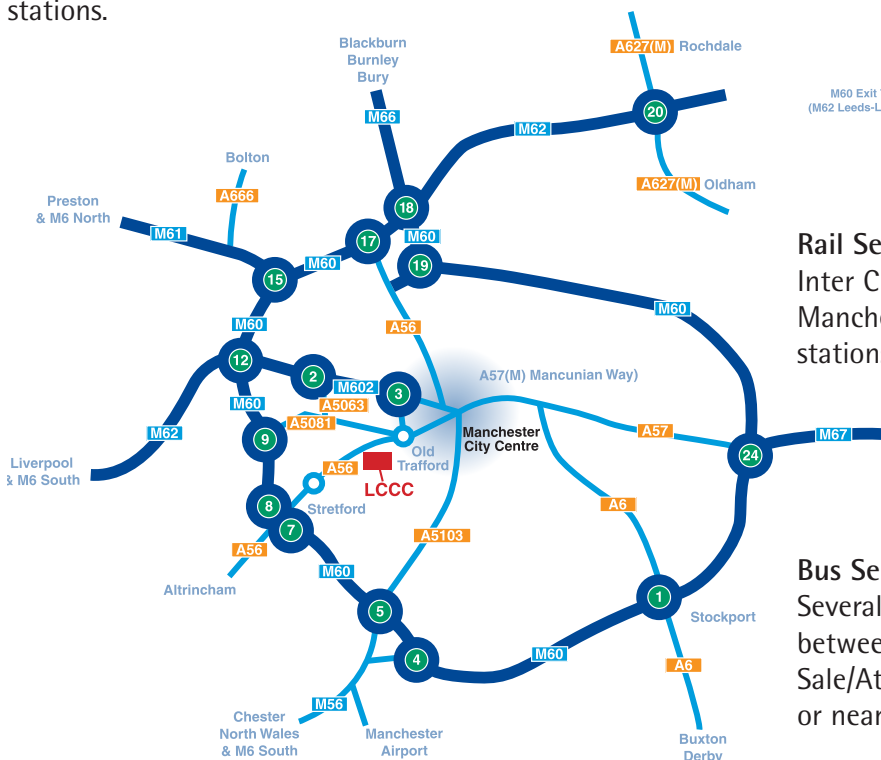 stations.
Blackburn
Burnley
Bury
M66
A627(M) Rochdale
20
M62
M60 Exit
(M62 Leeds-L
A627(M) Oldham
Bolton
A666
Preston
& M6 North
M61
18
17
M60
M60
19
15
M60
M60
A56
12
2
M602
3
A57(M) Mancunian Way)
M60
A5063
A5081
M62
9
Old
Trafford
Manchester
City Centre
A57
M67
24
Liverpool
& M6 South
A56
LCCC
8
Stretford
A6
7
A56
A5103
M60
Altrincham
5
1
Stockport
4
M60
A6
M56
Chester
North Wales
& M6 South
Manchester
Airport
Buxton
Derby
Rail Se
Inter C
Manche
station
Bus Se
Several
between
Sale/At
or near